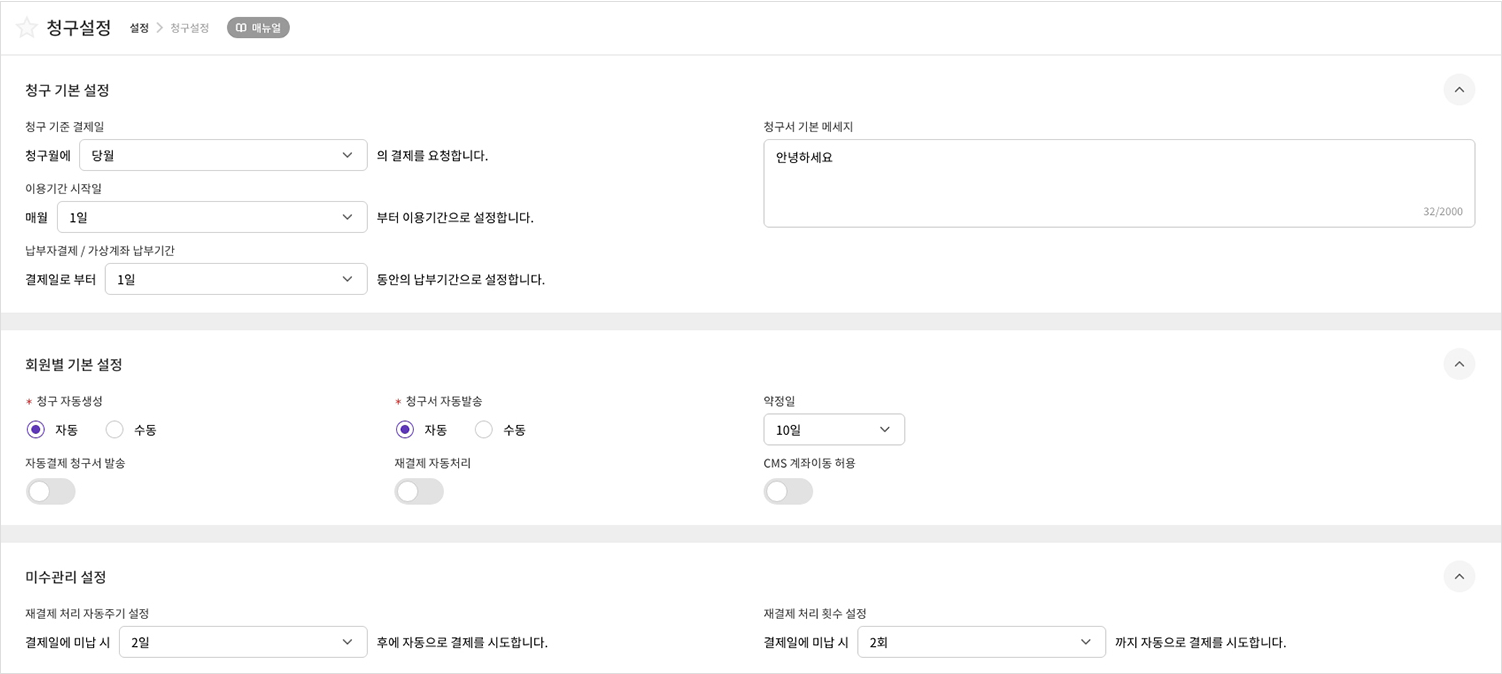 청구설정 설정 > 청구설정 매뉴얼
청구 기본 설정
청구 기준 결제일
청구월에 당월 의 결제를 요청합니다.
이용기간 시작일
매월 1일 부터 이용기간으로 설정합니다.
납부자결제 / 가상계좌 납부기간
결제일로 부터 1일 동안의 납부기간으로 설정합니다.
청구서 기본 메세지
안녕하세요
32/2000
회원별 기본 설정
* 청구 자동생성
자동 수동
* 청구서 자동발송
자동 수동
약정일
10일
자동결제 청구서 발송
재결제 자동처리
CMS 계좌이동 허용
미수관리 설정
재결제 처리 자동주기 설정
결제일에 미납 시 2일 후에 자동으로 결제를 시도합니다.
재결제 처리 횟수 설정
결제일에 미납 시 2회 까지 자동으로 결제를 시도합니다.